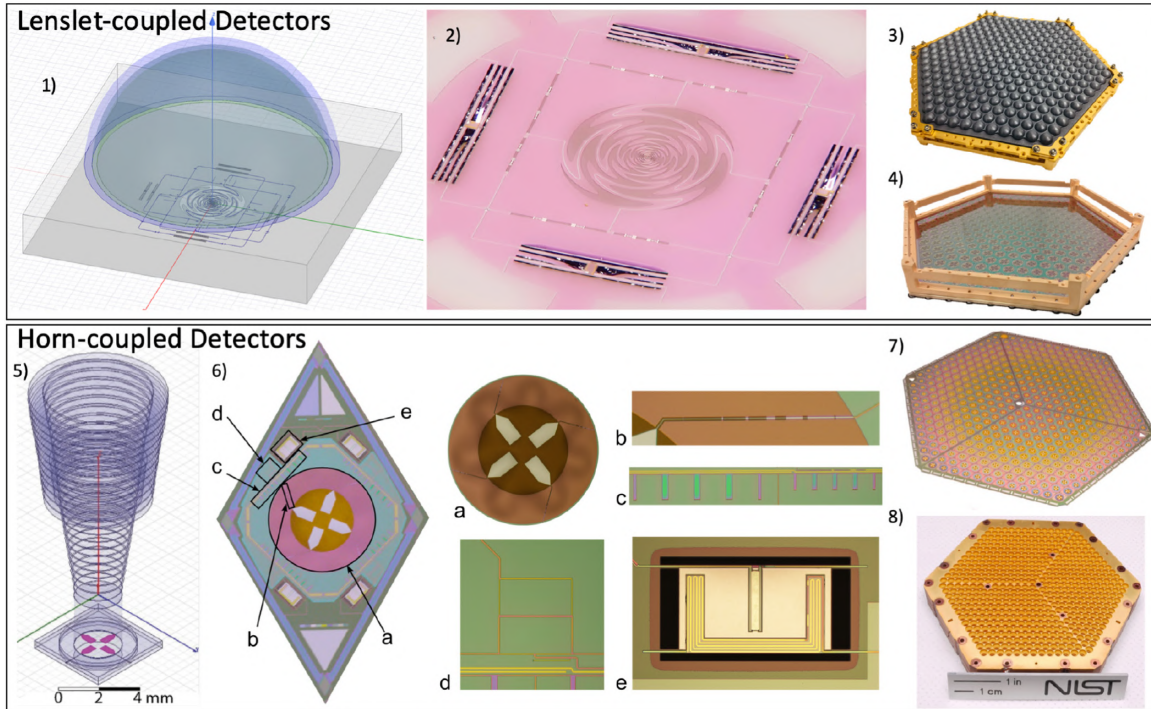 Lenslet-coupled Detectors
1)
2)
3)
4)
Horn-coupled Detectors
5)
6)
7)
8)
d
e
c
b
a
a
b
c
d
e
0 2 4 mm
1 in
1 cm
NIST